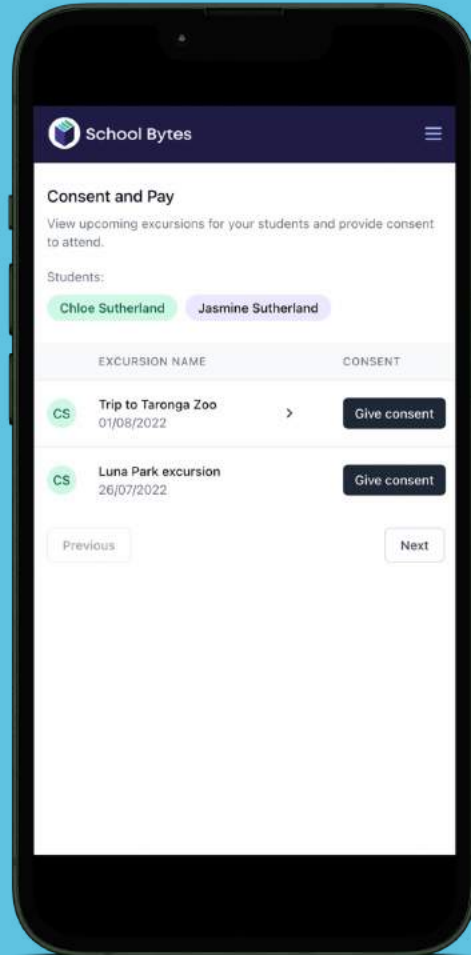 School Bytes
Consent and Pay
View upcoming excursions for your students and provide consent
to attend.
Students:
Chloe Sutherland Jasmine Sutherland
EXCURSION NAME CONSENT
CS Trip to Taronga Zoo > Give consent
01/08/2022
CS Luna Park excursion Give consent
26/07/2022
Previous Next